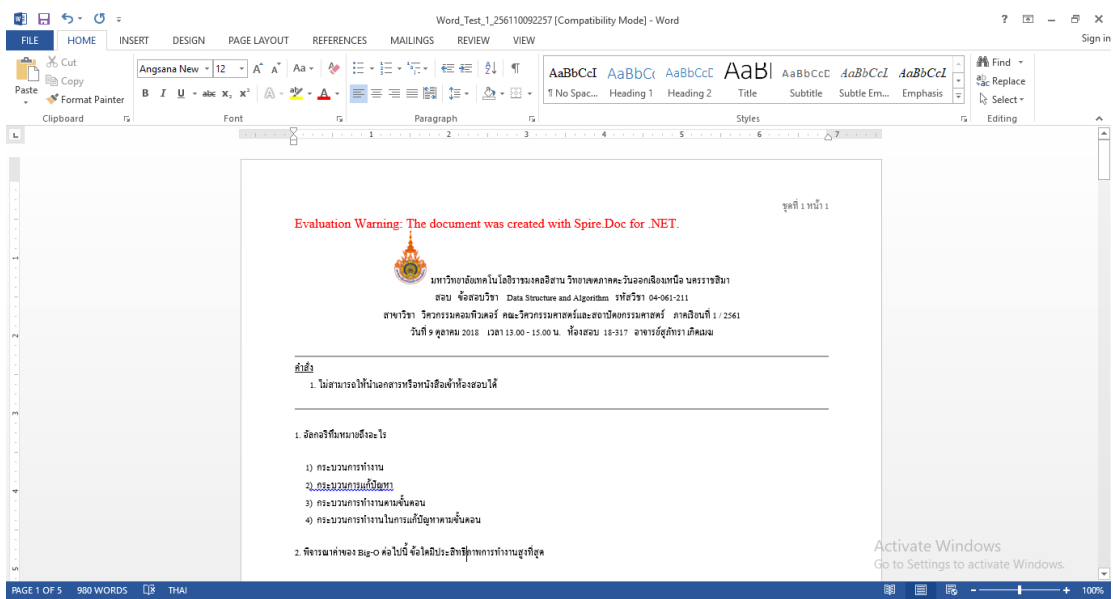 Word_Test_1_256110092257 [Compatibility Mode] - Word
FILE HOME INSERT DESIGN PAGE LAYOUT REFERENCES MAILINGS REVIEW VIEW Sign in
Cut
Copy
Format Painter
Paste
Clipboard
Angsana New 12
Font
Paragraph
AaBbCcI AaBbCc AaBbCcD AaBl AaBbCcD AaBbCcL AaBbCcL
¶ No Spac... Heading 1 Heading 2 Title Subtitle Subtle Em... Emphasis
Styles
Find
Replace
Select
Editing
1 2 3 4 5 6 7
ชุดที่ 1 หน้า 1
Evaluation Warning: The document was created with Spire.Doc for .NET.
มหาวิทยาลัยเทคโนโลยีราชมงคลอีสาน วิทยาเขตภาคตะวันออกเฉียงเหนือ นครราชสีมา
สอบ ข้อสอบวิชา Data Structure and Algorithm รหัสวิชา 04-061-211
สาขาวิชา วิศวกรรมคอมพิวเตอร์ คณะวิศวกรรมศาสตร์และสถาปัตยกรรมศาสตร์ ภาคเรียนที่ 1 / 2561
วันที่ 9 ตุลาคม 2018 เวลา 13.00 - 15.00 น. ห้องสอบ 18-317 อาจารย์สุภัทรา เกิดเมฆ
คำสั่ง
1. ไม่สามารถให้นำเอกสารหรือหนังสือเข้าห้องสอบได้
1. อัลกอริทึมหมายถึงอะไร
1) กระบวนการทำงาน
2) กระบวนการแก้ปัญหา
3) กระบวนการทำงานตามขั้นตอน
4) กระบวนการทำงานในการแก้ปัญหาตามขั้นตอน
2. พิจารณาค่าของ Big-O ต่อไปนี้ ข้อใดมีประสิทธิภาพการทำงานสูงที่สุด
Activate Windows
Go to Settings to activate Windows.
PAGE 1 OF 5 980 WORDS THAI 100%